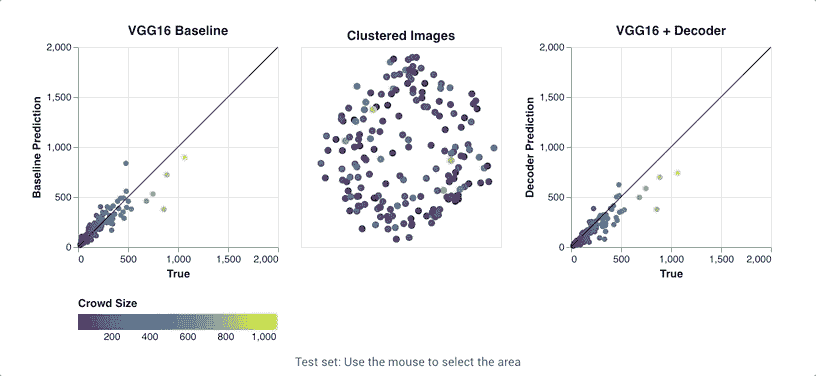 VGG16 Baseline
Clustered Images
VGG16 + Decoder
2,000
1,500
1,000
500
0
Baseline Prediction
0 500 1,000 1,500 2,000
True
2,000
1,500
1,000
500
0
Decoder Prediction
0 500 1,000 1,500 2,000
True
Crowd Size
200 400 600 800 1,000
Test set: Use the mouse to select the area